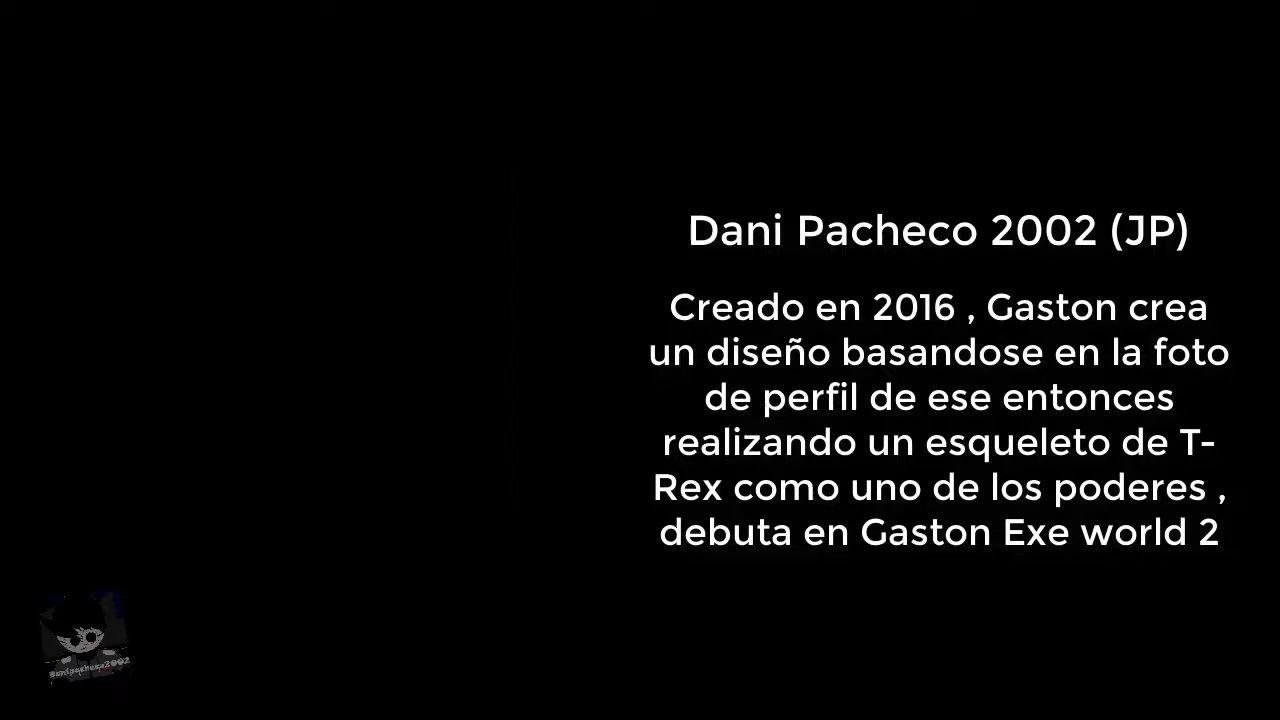 Dani Pacheco 2002 (JP)
Creado en 2016 , Gaston crea
un diseño basandose en la foto
de perfil de ese entonces
realizando un esqueleto de T-
Rex como uno de los poderes ,
debuta en Gaston Exe world 2
danipacheco2002